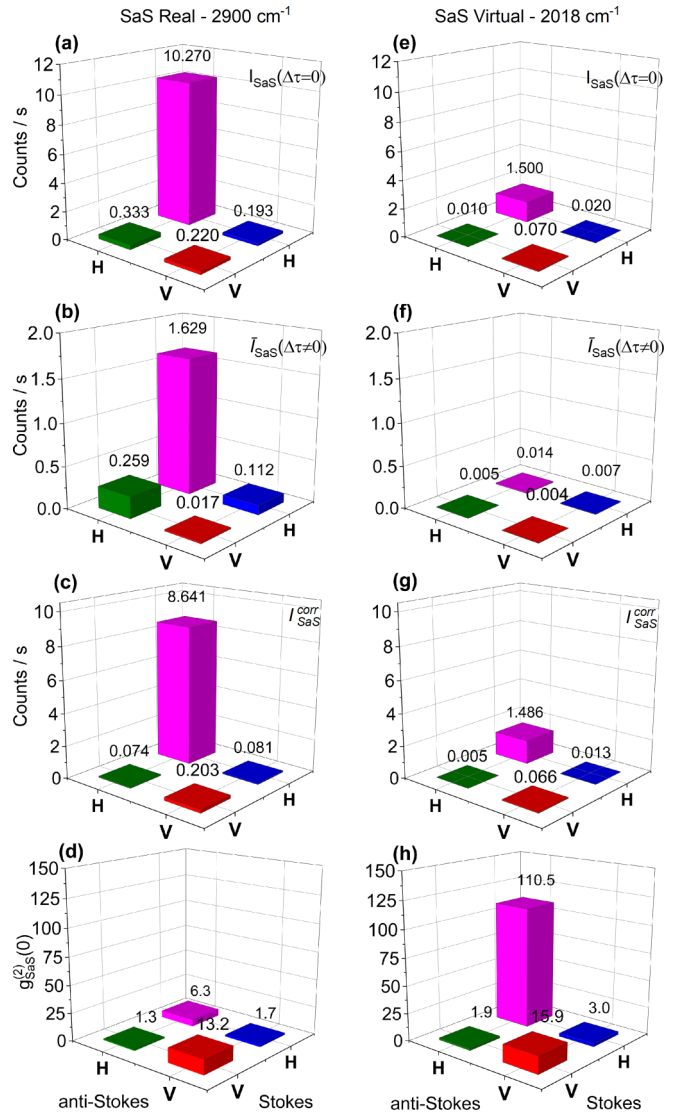 SaS Real - 2900 cm⁻¹
SaS Virtual - 2018 cm⁻¹
(a)
I_SaS(Δτ=0)
Counts / s
12
10
8
6
4
2
0
10.270
0.333
0.193
0.220
H
V
V
H
(e)
I_SaS(Δτ=0)
12
10
8
6
4
2
0
1.500
0.010
0.020
0.070
H
V
V
H
(b)
Ī_SaS(Δτ≠0)
Counts / s
2.0
1.5
1.0
0.5
0.0
1.629
0.259
0.112
0.017
H
V
V
H
(f)
Ī_SaS(Δτ≠0)
2.0
1.5
1.0
0.5
0.0
0.014
0.005
0.007
0.004
H
V
V
H
(c)
I^corr_SaS
Counts / s
10
8
6
4
2
0
8.641
0.074
0.081
0.203
H
V
V
H
(g)
I^corr_SaS
10
8
6
4
2
0
1.486
0.005
0.013
0.066
H
V
V
H
(d)
g^(2)_SaS(0)
150
125
100
75
50
25
0
6.3
1.3
1.7
13.2
H
V
V
H
anti-Stokes
Stokes
(h)
150
125
100
75
50
25
0
110.5
1.9
3.0
15.9
H
V
V
H
anti-Stokes
Stokes